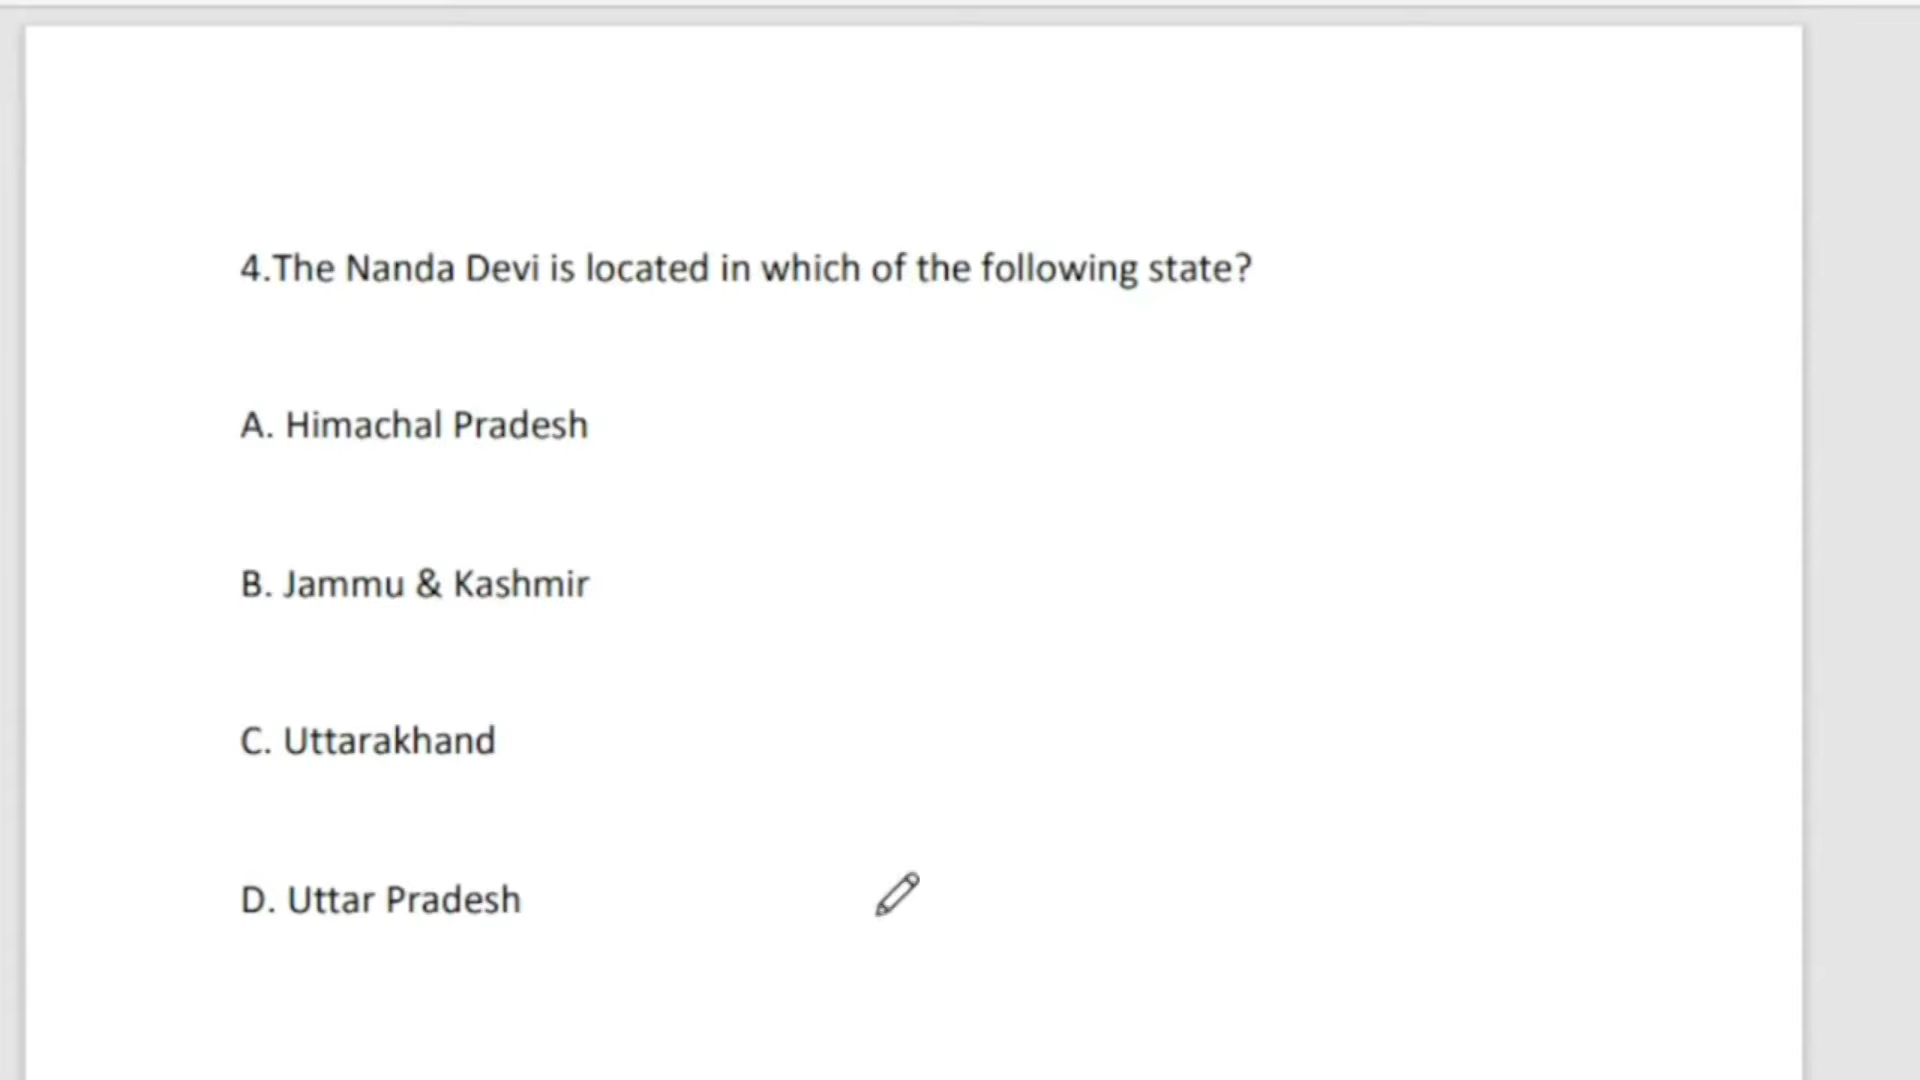 4.The Nanda Devi is located in which of the following state?
A. Himachal Pradesh
B. Jammu & Kashmir
C. Uttarakhand
D. Uttar Pradesh